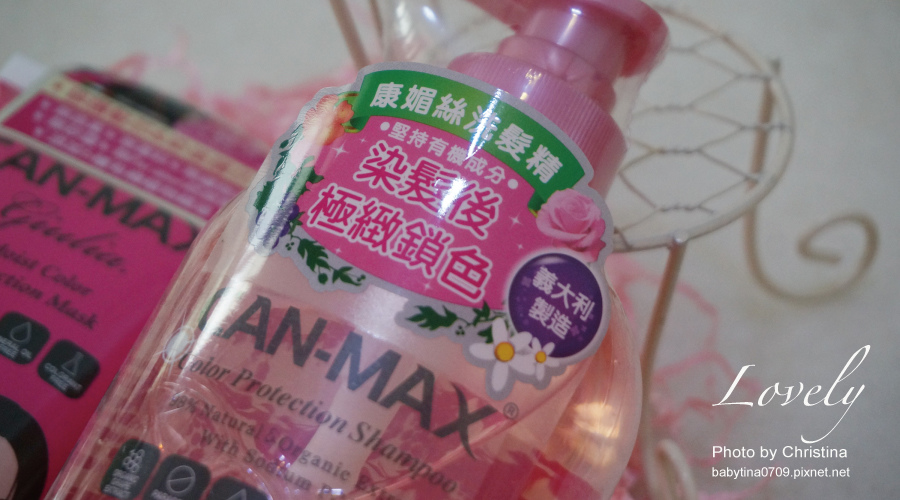 康媚絲洗髮精
•堅持有機成分•
染髮後
極緻鎖色
義大利
製造
CAN-MAX®
Color Protection Shampoo
Natural
Organic
With
CAN-MAX
Giulie.
Color
Mask
Lovely
Photo by Christina
babytina0709.pixnet.net